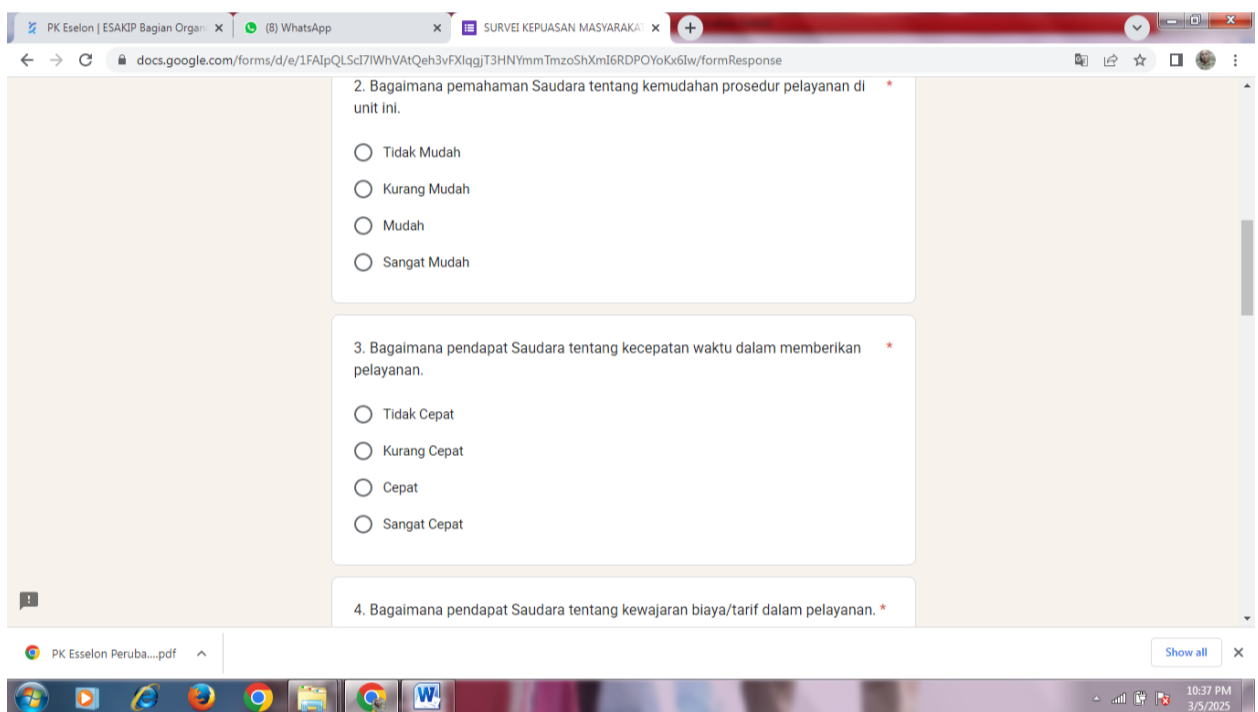 PK Eselon | ESAKIP Bagian Organi
(8) WhatsApp
SURVEI KEPUASAN MASYARAKAT
docs.google.com/forms/d/e/1FAIpQLScI7lWhVAtQeh3vFXlqgjT3HNYmmTmzoShXmI6RDPOYoKx6Iw/formResponse
2. Bagaimana pemahaman Saudara tentang kemudahan prosedur pelayanan di *
unit ini.
Tidak Mudah
Kurang Mudah
Mudah
Sangat Mudah
3. Bagaimana pendapat Saudara tentang kecepatan waktu dalam memberikan *
pelayanan.
Tidak Cepat
Kurang Cepat
Cepat
Sangat Cepat
4. Bagaimana pendapat Saudara tentang kewajaran biaya/tarif dalam pelayanan. *
PK Esselon Peruba....pdf
Show all
10:37 PM
3/5/2025